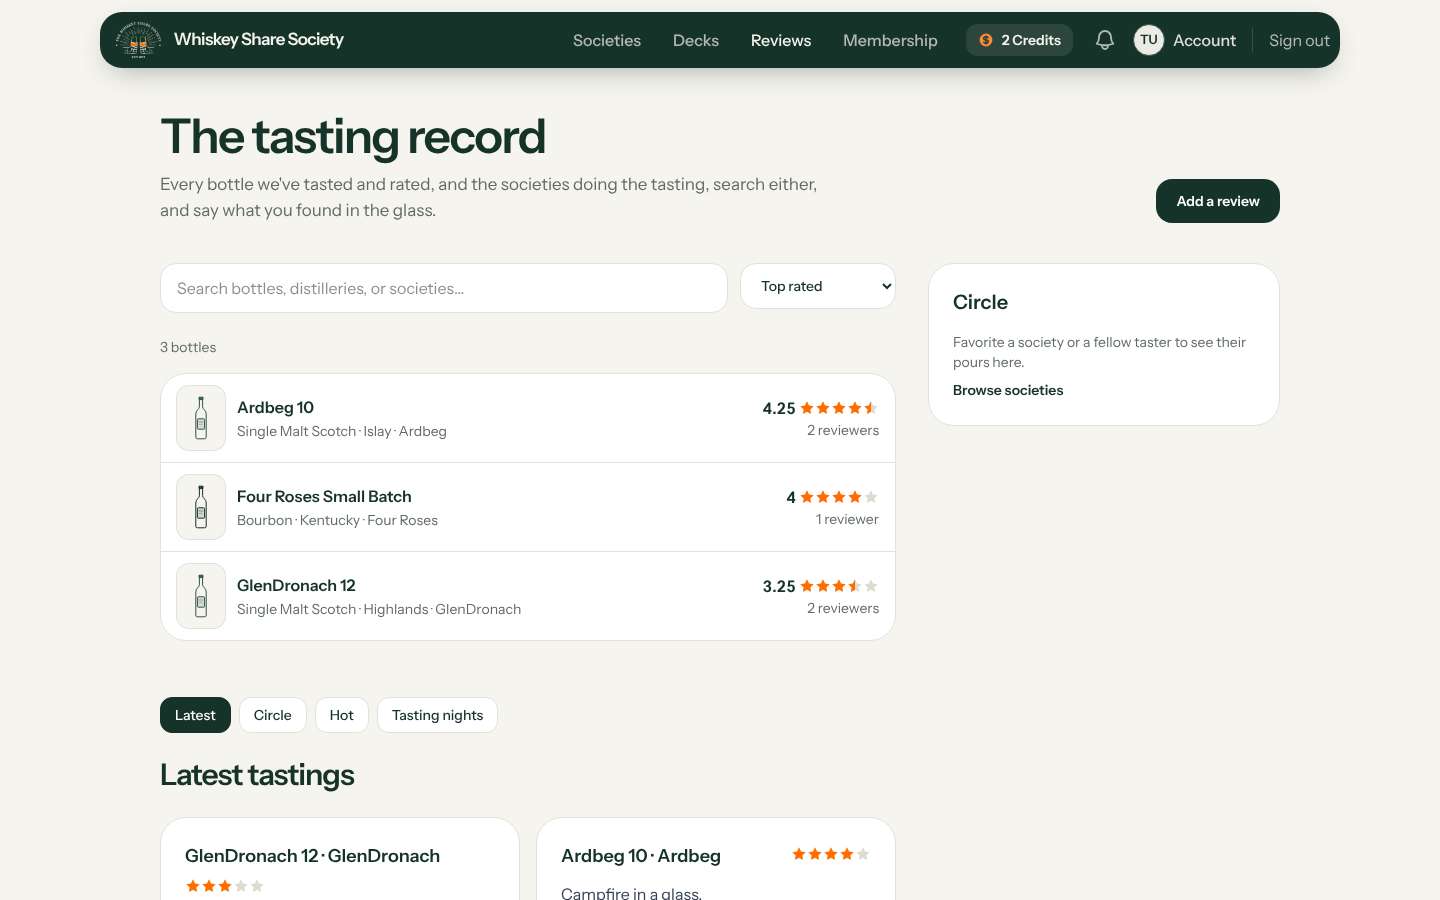 Whiskey Share Society
Societies
Decks
Reviews
Membership
2 Credits
TU
Account
Sign out
The tasting record
Every bottle we've tasted and rated, and the societies doing the tasting, search either,
and say what you found in the glass.
Add a review
Search bottles, distilleries, or societies...
Top rated
3 bottles
Ardbeg 10
Single Malt Scotch · Islay · Ardbeg
4.25
2 reviewers
Four Roses Small Batch
Bourbon · Kentucky · Four Roses
4
1 reviewer
GlenDronach 12
Single Malt Scotch · Highlands · GlenDronach
3.25
2 reviewers
Circle
Favorite a society or a fellow taster to see their
pours here.
Browse societies
Latest
Circle
Hot
Tasting nights
Latest tastings
GlenDronach 12 · GlenDronach
Ardbeg 10 · Ardbeg
Campfire in a glass.